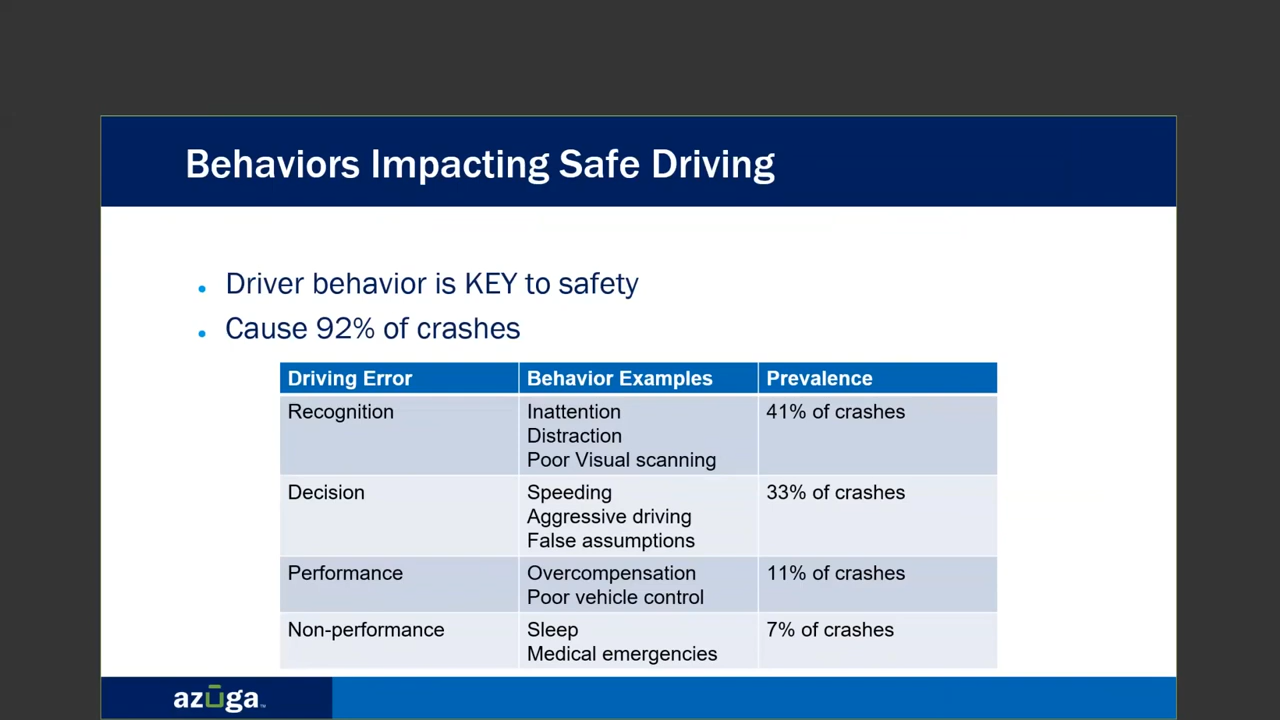 Behaviors Impacting Safe Driving
• Driver behavior is KEY to safety
• Cause 92% of crashes
Driving Error Behavior Examples Prevalence
Recognition Inattention 41% of crashes
Distraction
Poor Visual scanning
Decision Speeding 33% of crashes
Aggressive driving
False assumptions
Performance Overcompensation 11% of crashes
Poor vehicle control
Non-performance Sleep 7% of crashes
Medical emergencies
azūga™